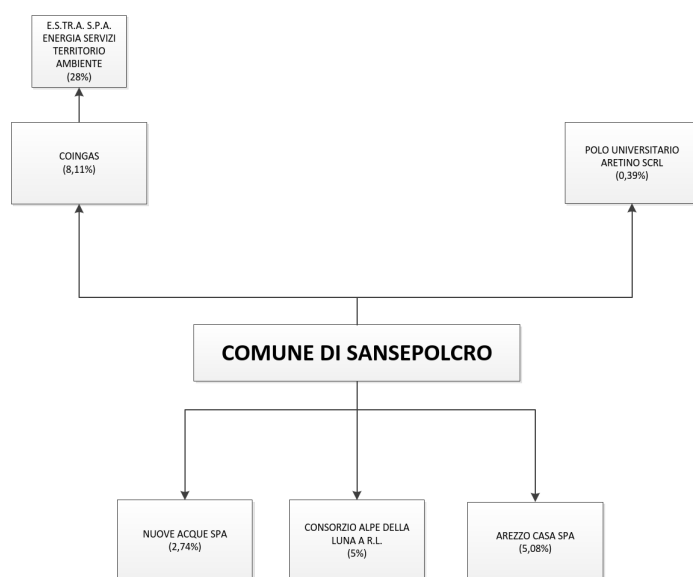 E.S.TR.A. S.P.A.
ENERGIA SERVIZI
TERRITORIO
AMBIENTE
(28%)
COINGAS
(8,11%)
POLO UNIVERSITARIO
ARETINO SCRL
(0,39%)
COMUNE DI SANSEPOLCRO
NUOVE ACQUE SPA
(2,74%)
CONSORZIO ALPE DELLA
LUNA A R.L.
(5%)
AREZZO CASA SPA
(5,08%)